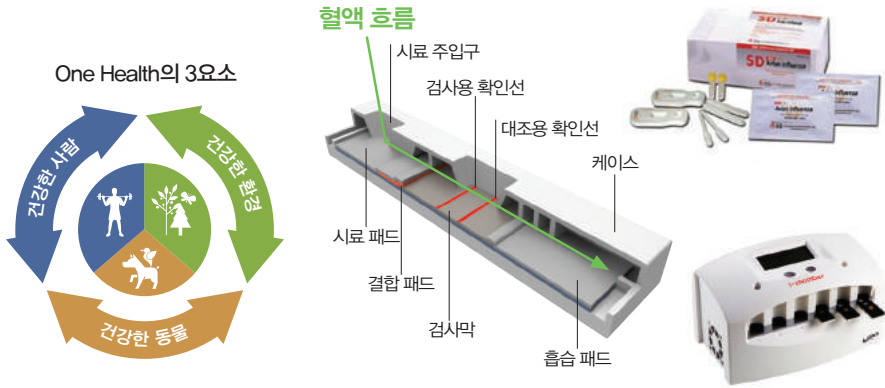 One Health의 3요소
건강한 사람
건강한 환경
건강한 동물
혈액 흐름
시료 주입구
검사용 확인선
대조용 확인선
케이스
시료 패드
결합 패드
검사막
흡습 패드
SD
SD